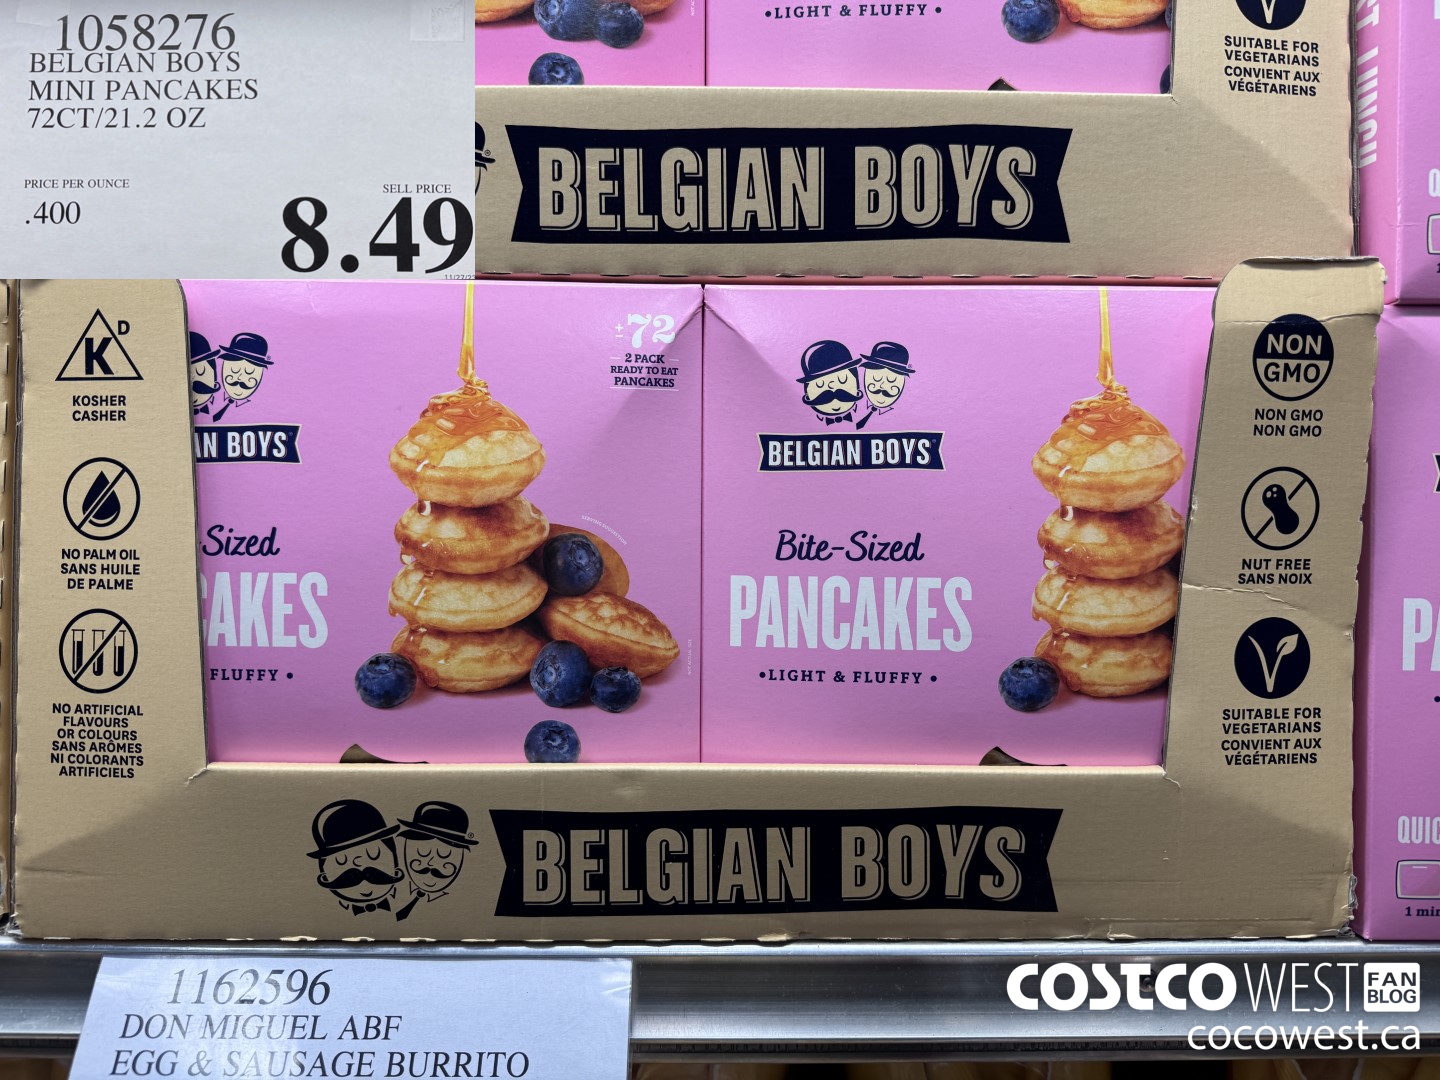 1058276
BELGIAN BOYS
MINI PANCAKES
72CT/21.2 OZ
PRICE PER OUNCE
.400
SELL PRICE
8.49
•LIGHT & FLUFFY •
SUITABLE FOR
VEGETARIANS
CONVIENT AUX
VÉGÉTARIENS
BELGIAN BOYS
K D
KOSHER
CASHER
NO PALM OIL
SANS HUILE
DE PALME
NO ARTIFICIAL
FLAVOURS
OR COLOURS
SANS ARÔMES
NI COLORANTS
ARTIFICIELS
AN BOYS
-Sized
CAKES
FLUFFY •
±72
2 PACK
READY TO EAT
PANCAKES
BELGIAN BOYS
Bite-Sized
PANCAKES
•LIGHT & FLUFFY •
NON
GMO
NON GMO
NON GMO
NUT FREE
SANS NOIX
SUITABLE FOR
VEGETARIANS
CONVIENT AUX
VÉGÉTARIENS
PA
QUIC
1 min
BELGIAN BOYS
1162596
DON MIGUEL ABF
EGG & SAUSAGE BURRITO
COSTCO WEST FAN
BLOG
cocowest.ca